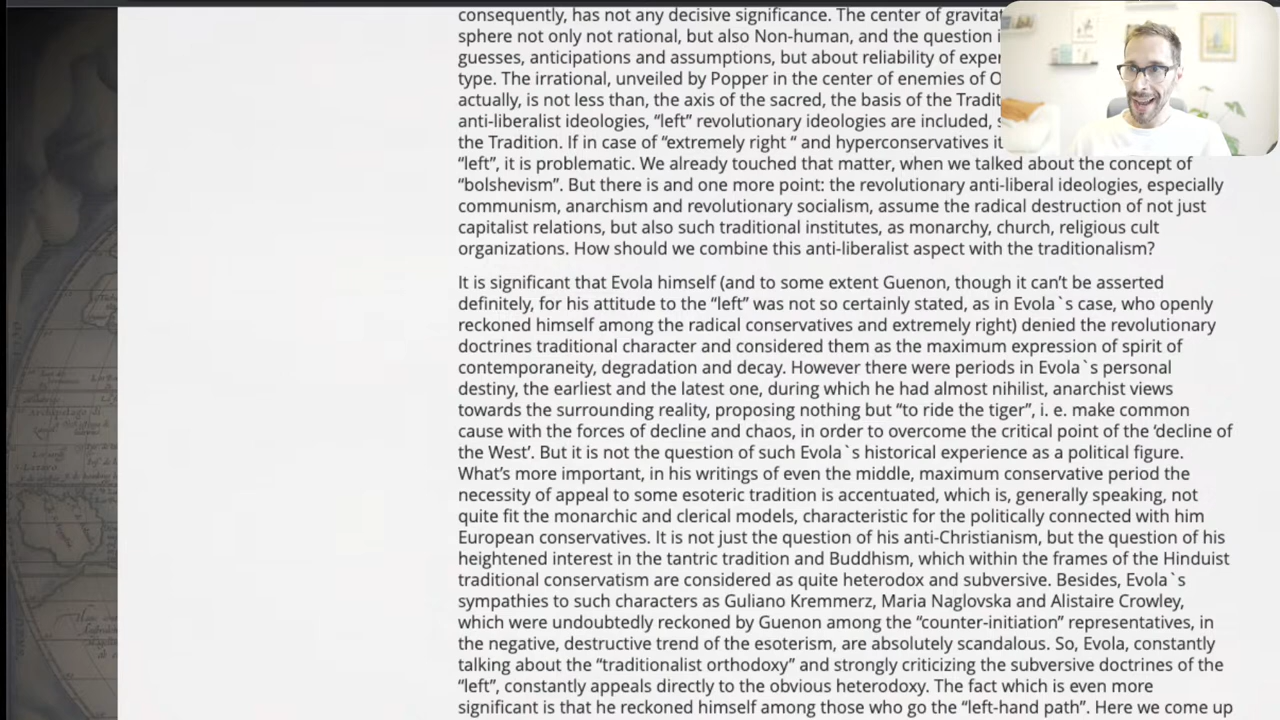 consequently, has not any decisive significance. The center of gravitat
sphere not only not rational, but also Non-human, and the question i
guesses, anticipations and assumptions, but about reliability of exper
type. The irrational, unveiled by Popper in the center of enemies of O
actually, is not less than, the axis of the sacred, the basis of the Tradit
anti-liberalist ideologies, “left” revolutionary ideologies are included, s
the Tradition. If in case of “extremely right “ and hyperconservatives it
“left”, it is problematic. We already touched that matter, when we talked about the concept of
“bolshevism”. But there is and one more point: the revolutionary anti-liberal ideologies, especially
communism, anarchism and revolutionary socialism, assume the radical destruction of not just
capitalist relations, but also such traditional institutes, as monarchy, church, religious cult
organizations. How should we combine this anti-liberalist aspect with the traditionalism?
It is significant that Evola himself (and to some extent Guenon, though it can’t be asserted
definitely, for his attitude to the “left” was not so certainly stated, as in Evola`s case, who openly
reckoned himself among the radical conservatives and extremely right) denied the revolutionary
doctrines traditional character and considered them as the maximum expression of spirit of
contemporaneity, degradation and decay. However there were periods in Evola`s personal
destiny, the earliest and the latest one, during which he had almost nihilist, anarchist views
towards the surrounding reality, proposing nothing but “to ride the tiger”, i. e. make common
cause with the forces of decline and chaos, in order to overcome the critical point of the ‘decline of
the West’. But it is not the question of such Evola`s historical experience as a political figure.
What’s more important, in his writings of even the middle, maximum conservative period the
necessity of appeal to some esoteric tradition is accentuated, which is, generally speaking, not
quite fit the monarchic and clerical models, characteristic for the politically connected with him
European conservatives. It is not just the question of his anti-Christianism, but the question of his
heightened interest in the tantric tradition and Buddhism, which within the frames of the Hinduist
traditional conservatism are considered as quite heterodox and subversive. Besides, Evola`s
sympathies to such characters as Guliano Kremmerz, Maria Naglovska and Alistaire Crowley,
which were undoubtedly reckoned by Guenon among the “counter-initiation” representatives, in
the negative, destructive trend of the esoterism, are absolutely scandalous. So, Evola, constantly
talking about the “traditionalist orthodoxy” and strongly criticizing the subversive doctrines of the
“left”, constantly appeals directly to the obvious heterodoxy. The fact which is even more
significant is that he reckoned himself among those who go the “left-hand path”. Here we come up